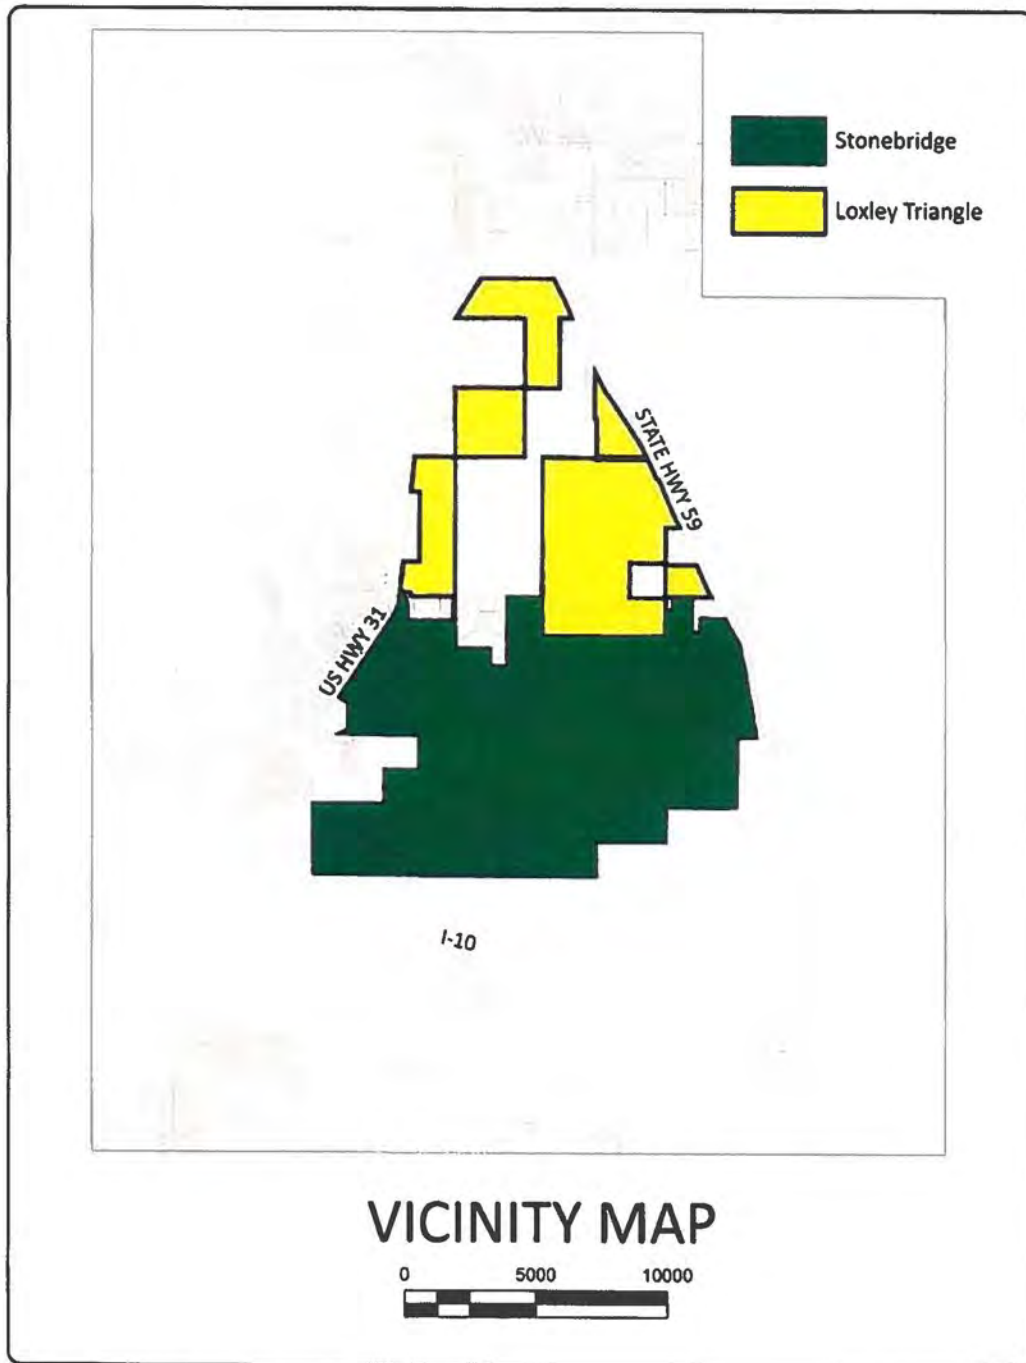 Stonebridge
Loxley Triangle
STATE HWY 59
US HWY 31
I-10
VICINITY MAP
0 5000 10000